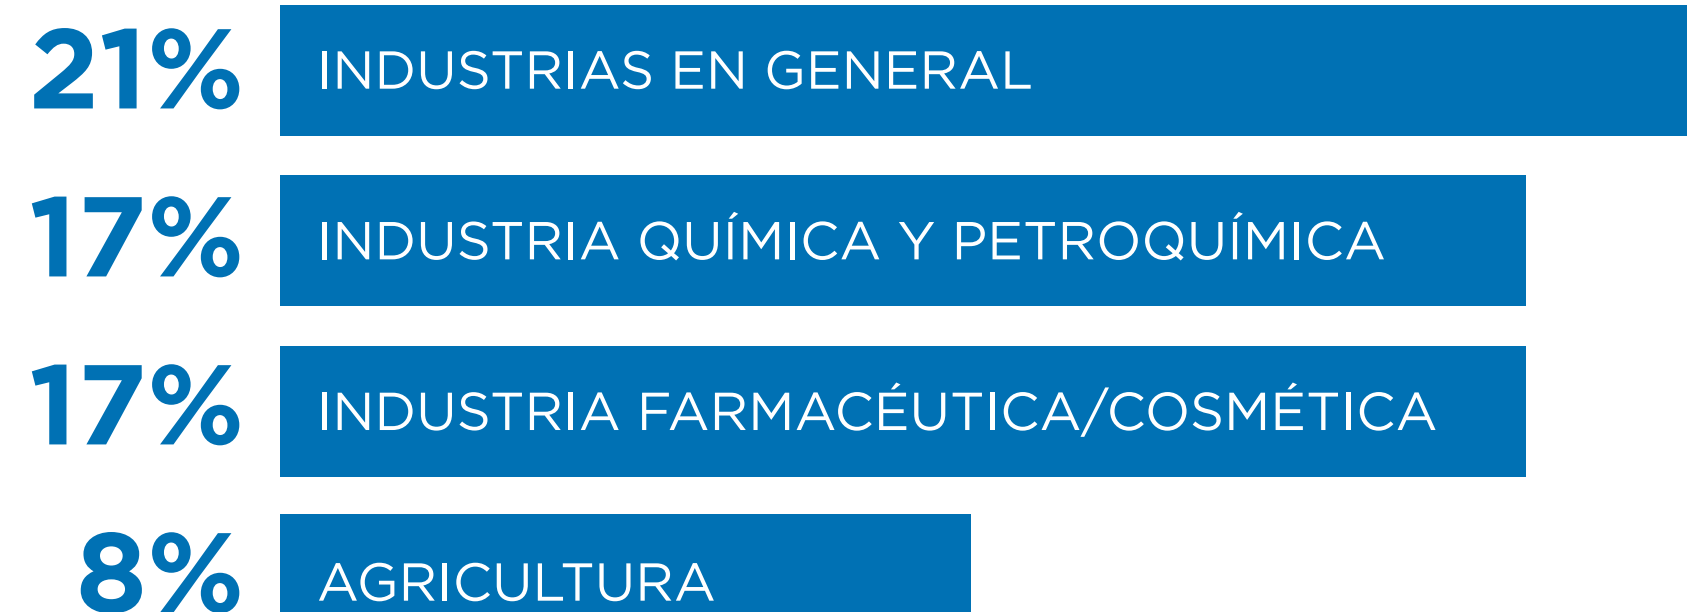 21% INDUSTRIAS EN GENERAL
17% INDUSTRIA QUÍMICA Y PETROQUÍMICA
17% INDUSTRIA FARMACÉUTICA/COSMÉTICA
8% AGRICULTURA